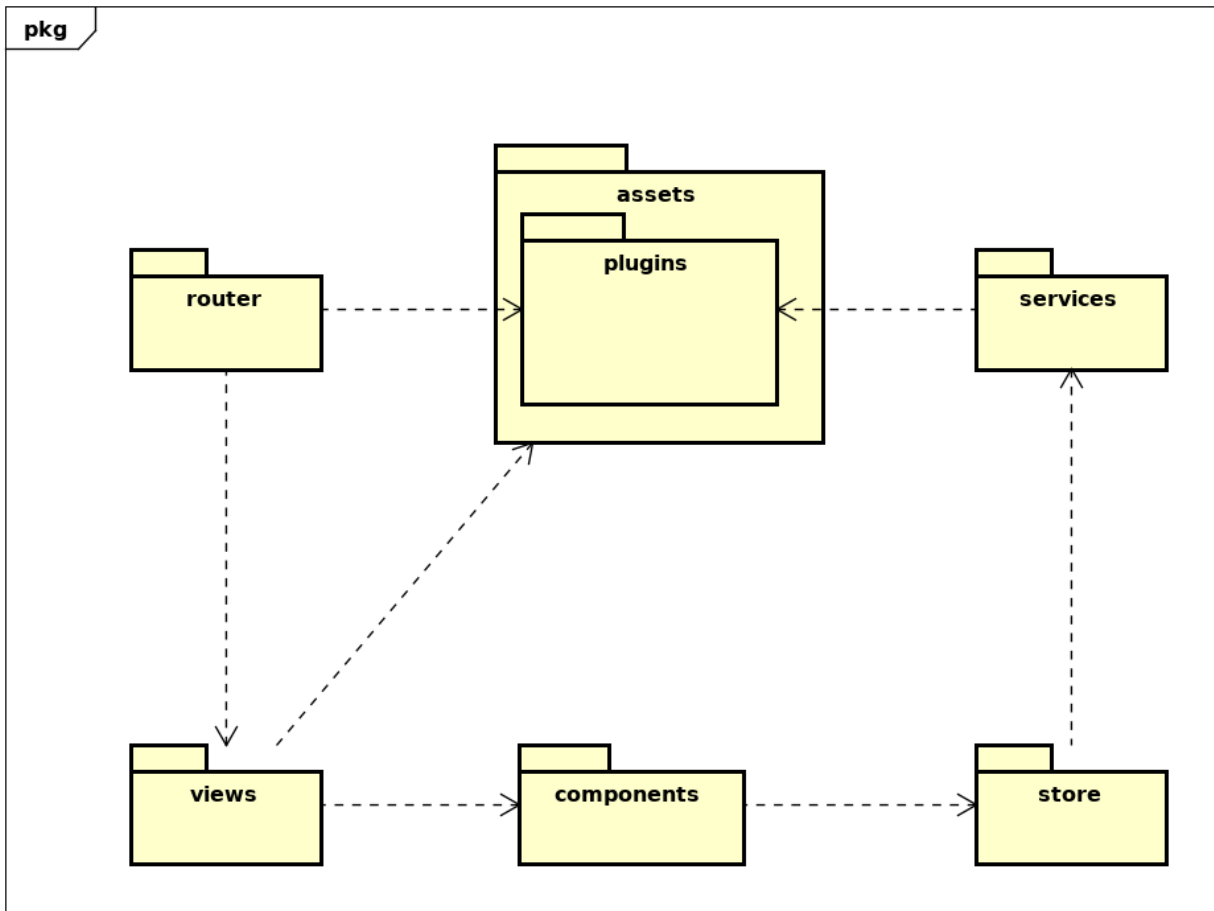 pkg
assets
plugins
router
services
views
components
store